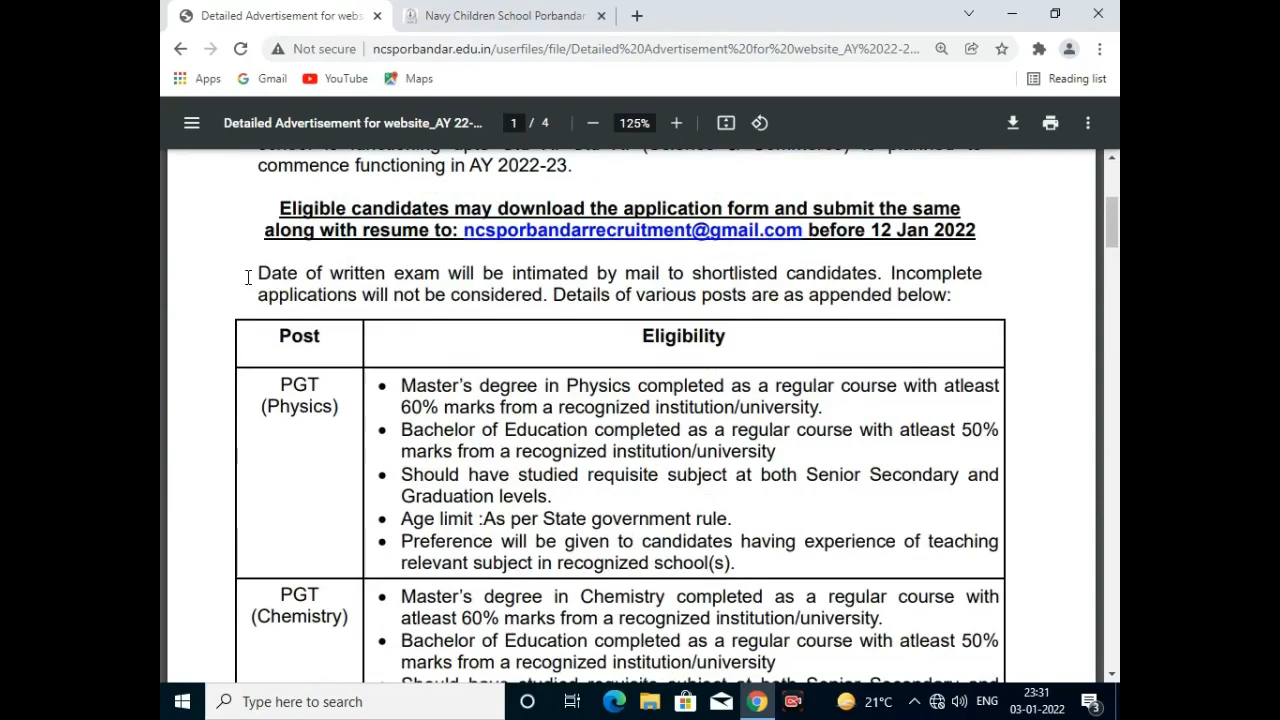 Detailed Advertisement for webs
Navy Children School Porbandar
Not secure
ncsporbandar.edu.in/userfiles/file/Detailed%20Advertisement%20for%20website_AY%2022-2...
Apps
Gmail
YouTube
Maps
Reading list
Detailed Advertisement for website_AY 22-...
1 / 4
125%
commence functioning in AY 2022-23.
Eligible candidates may download the application form and submit the same
along with resume to: ncsporbandarrecruitment@gmail.com before 12 Jan 2022
Date of written exam will be intimated by mail to shortlisted candidates. Incomplete
applications will not be considered. Details of various posts are as appended below:
Post
Eligibility
PGT
(Physics)
• Master's degree in Physics completed as a regular course with atleast
60% marks from a recognized institution/university.
• Bachelor of Education completed as a regular course with atleast 50%
marks from a recognized institution/university
• Should have studied requisite subject at both Senior Secondary and
Graduation levels.
• Age limit :As per State government rule.
• Preference will be given to candidates having experience of teaching
relevant subject in recognized school(s).
PGT
(Chemistry)
• Master's degree in Chemistry completed as a regular course with
atleast 60% marks from a recognized institution/university.
• Bachelor of Education completed as a regular course with atleast 50%
marks from a recognized institution/university
Type here to search
21°C
ENG
23:31
03-01-2022
3